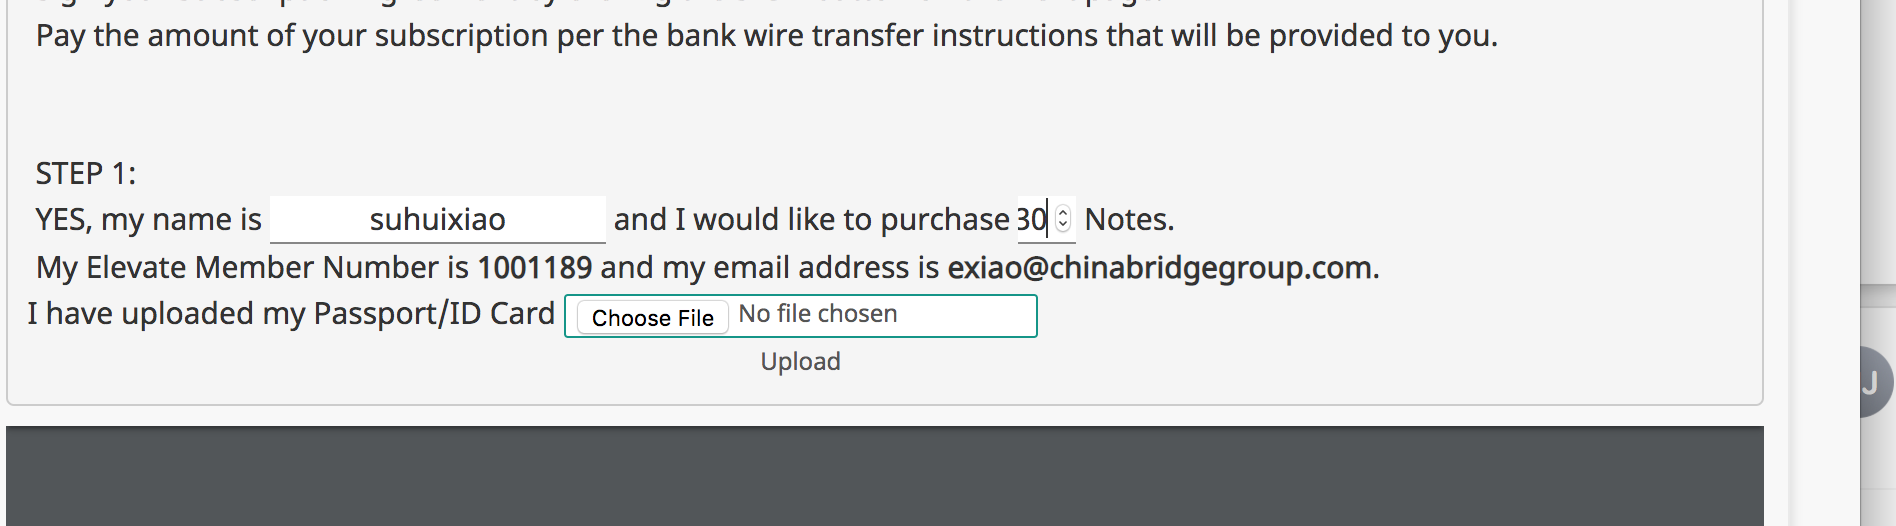 Pay the amount of your subscription per the bank wire transfer instructions that will be provided to you.
STEP 1:
YES, my name is suhuixiao and I would like to purchase 30 Notes.
My Elevate Member Number is 1001189 and my email address is exiao@chinabridgegroup.com.
I have uploaded my Passport/ID Card Choose File No file chosen
Upload
J